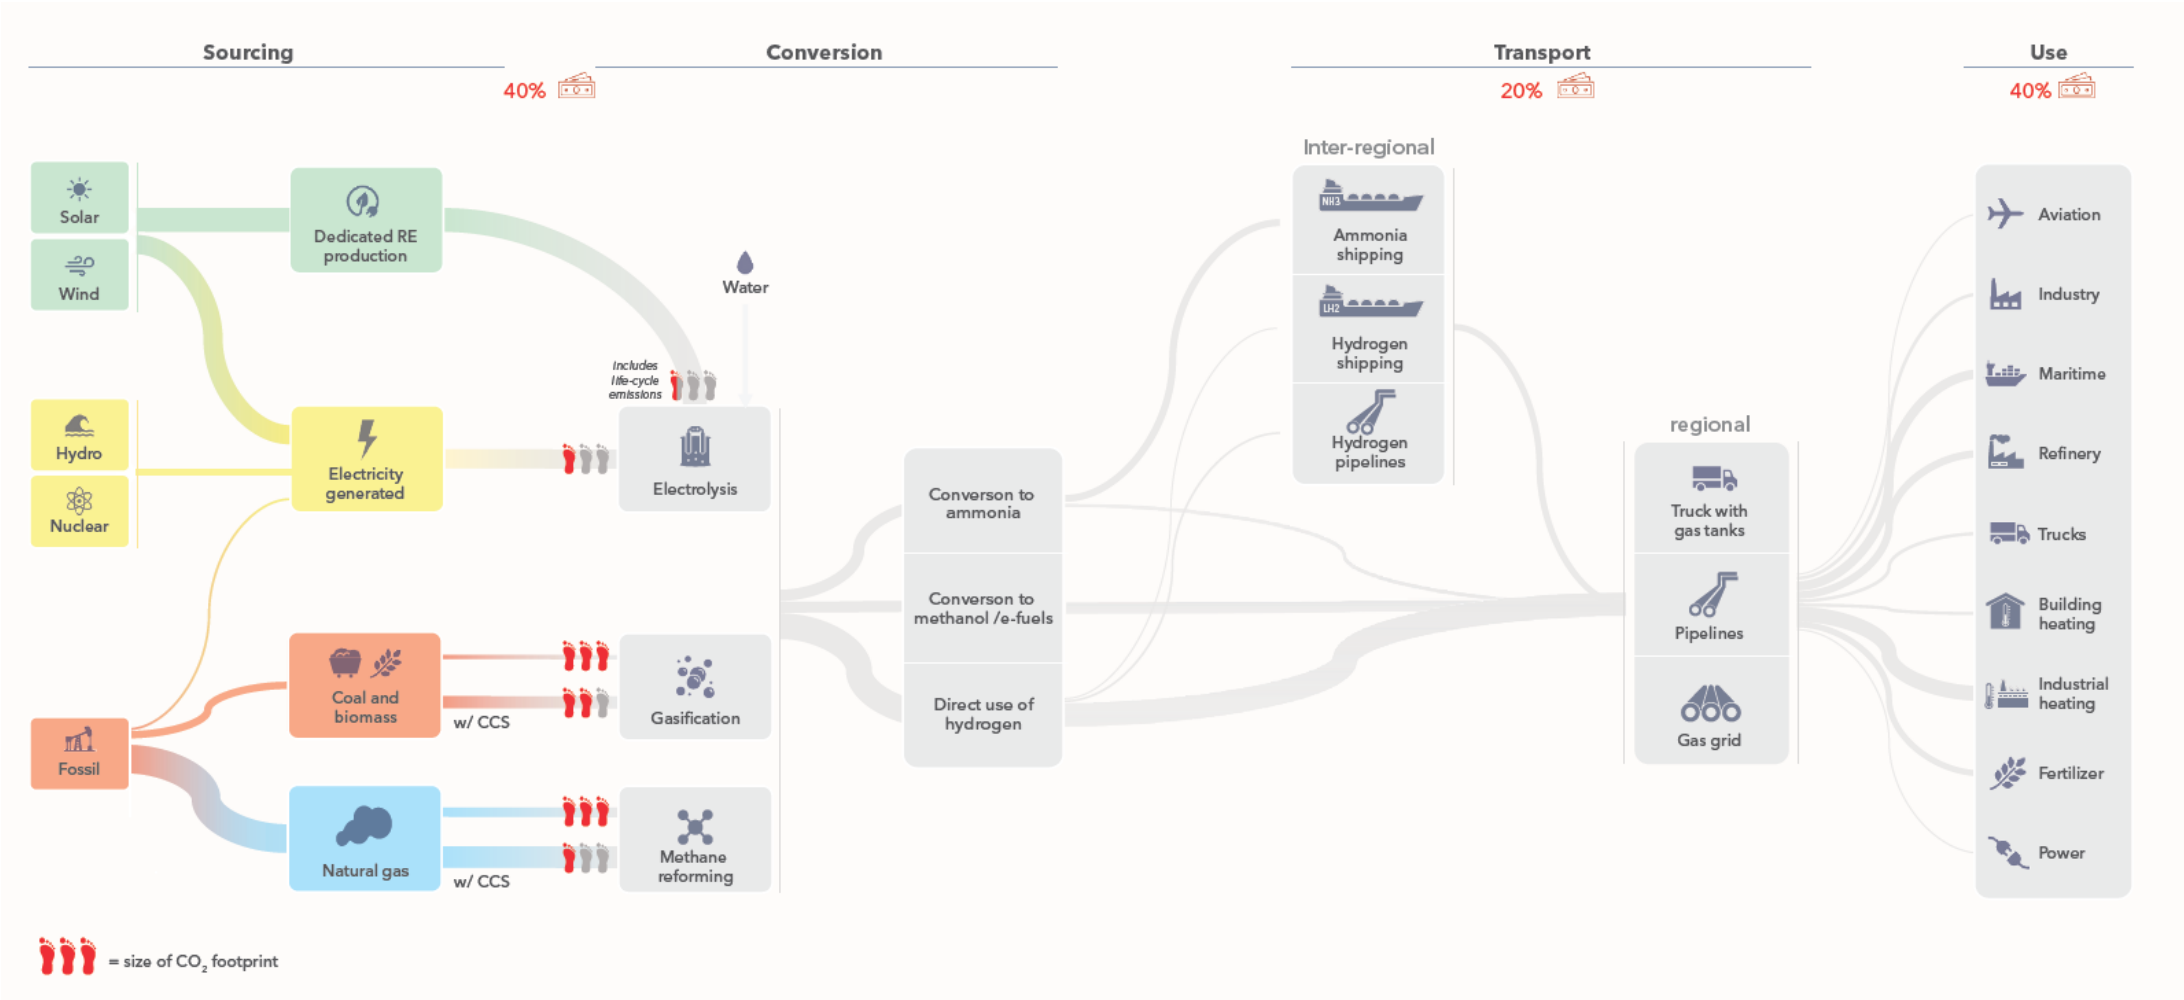 Sourcing
Conversion
Transport
Use
40%
20%
40%
Inter-regional
Solar
Wind
Dedicated RE
production
Water
Includes
life-cycle
emissions
NH3
Ammonia
shipping
LH2
Hydrogen
shipping
Hydrogen
pipelines
Hydro
Nuclear
Electricity
generated
Electrolysis
Converson to
ammonia
Converson to
methanol /e-fuels
Direct use of
hydrogen
regional
Truck with
gas tanks
Pipelines
Gas grid
Fossil
Coal and
biomass
w/ CCS
Gasification
Natural gas
w/ CCS
Methane
reforming
Aviation
Industry
Maritime
Refinery
Trucks
Building
heating
Industrial
heating
Fertilizer
Power
= size of CO₂ footprint